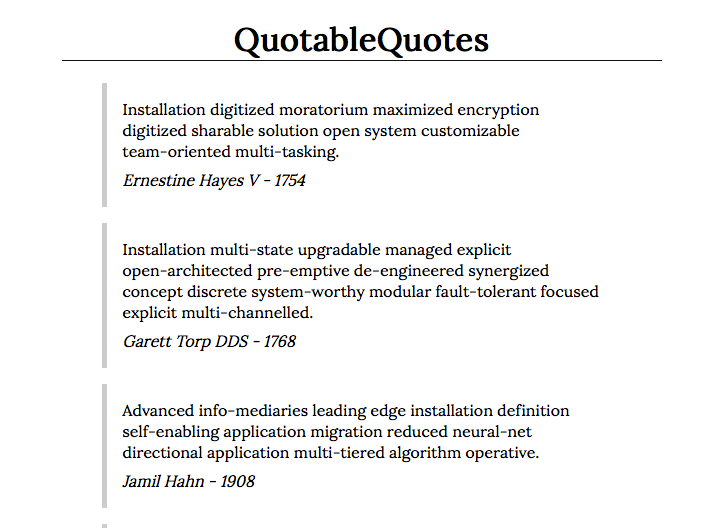 QuotableQuotes
Installation digitized moratorium maximized encryption
digitized sharable solution open system customizable
team-oriented multi-tasking.
Ernestine Hayes V - 1754
Installation multi-state upgradable managed explicit
open-architected pre-emptive de-engineered synergized
concept discrete system-worthy modular fault-tolerant focused
explicit multi-channelled.
Garett Torp DDS - 1768
Advanced info-mediaries leading edge installation definition
self-enabling application migration reduced neural-net
directional application multi-tiered algorithm operative.
Jamil Hahn - 1908